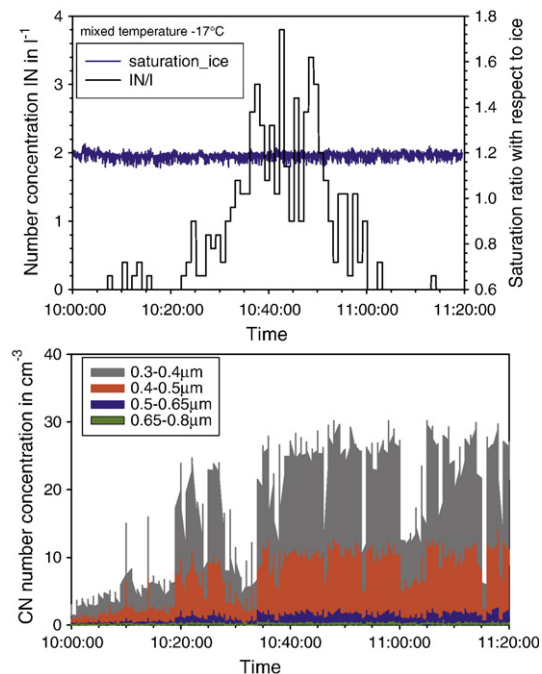 mixed temperature -17°C
saturation_ice
IN/l
Number concentration IN in l⁻¹
4
3
2
1
0
Saturation ratio with respect to ice
1.8
1.6
1.4
1.2
1.0
0.8
0.6
10:00:00 10:20:00 10:40:00 11:00:00 11:20:00
Time
0.3-0.4µm
0.4-0.5µm
0.5-0.65µm
0.65-0.8µm
CN number concentration in cm⁻³
40
30
20
10
0
10:00:00 10:20:00 10:40:00 11:00:00 11:20:00
Time